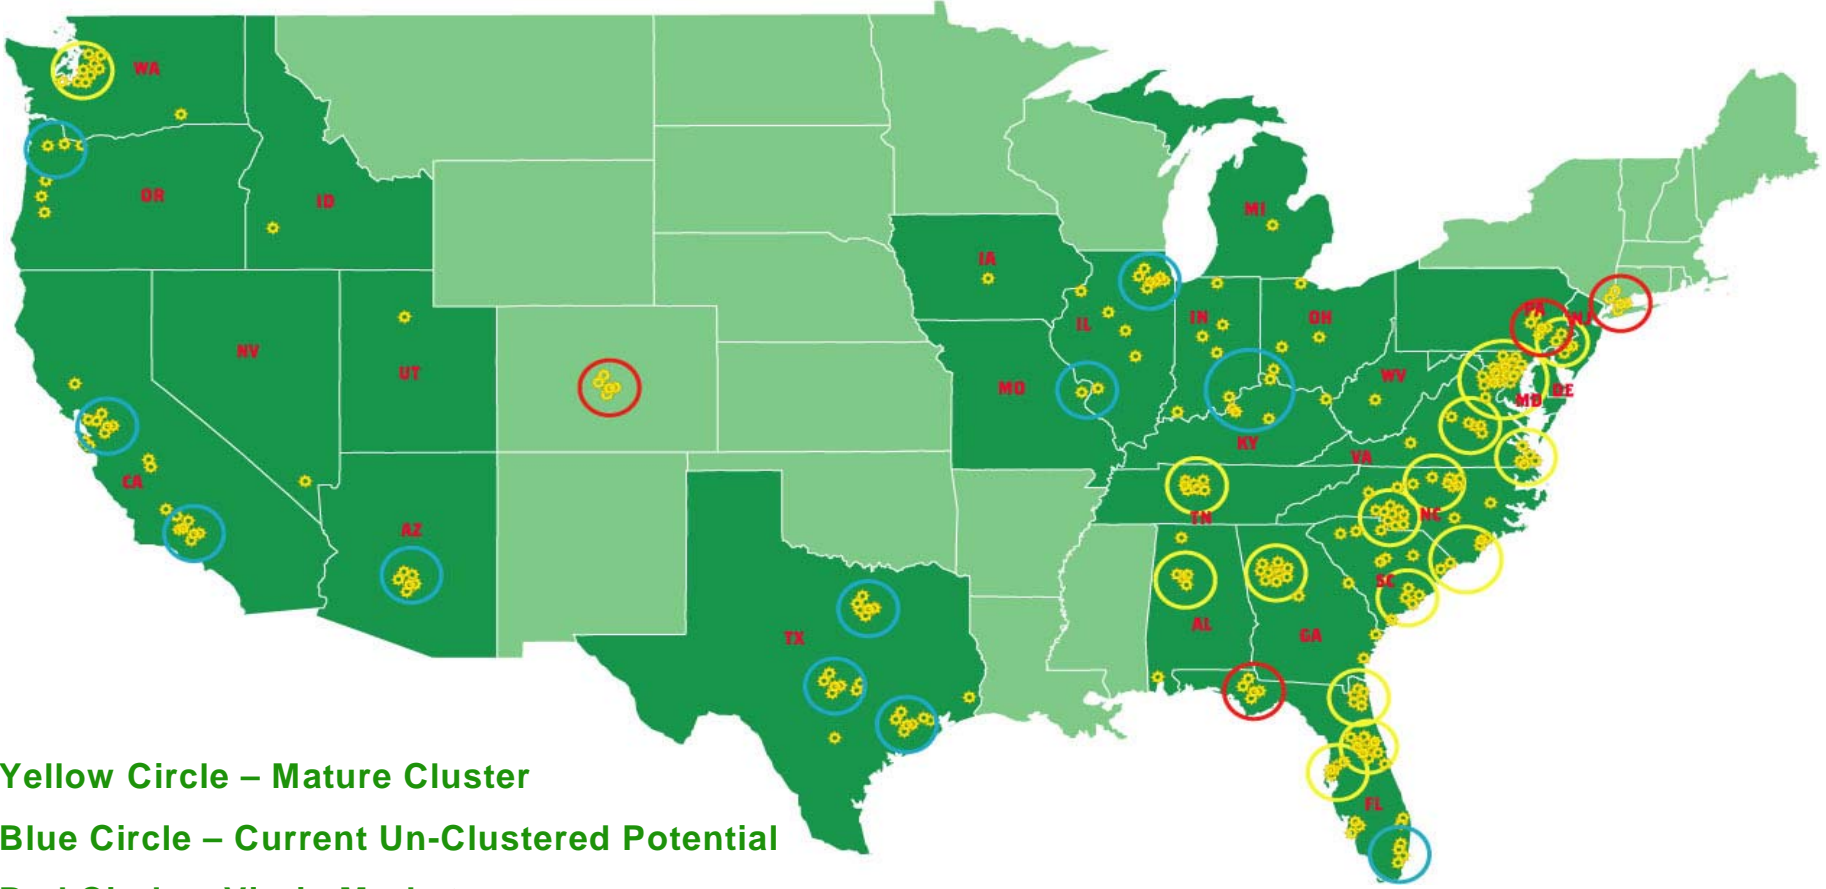 WA
OR
ID
MI
IA
IL
IN
OH
PA
NJ
NV
UT
MO
WV
DE
MD
KY
VA
CA
AZ
TN
NC
SC
TX
AL
GA
FL
Yellow Circle – Mature Cluster
Blue Circle – Current Un-Clustered Potential